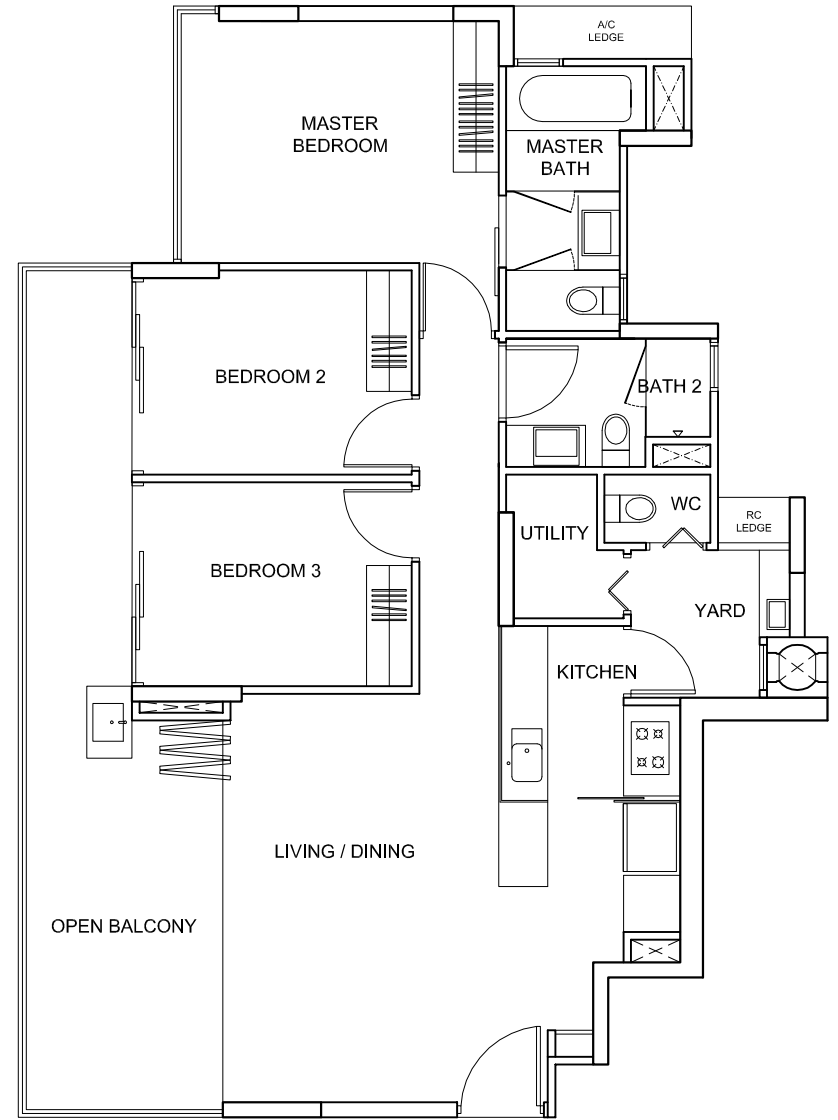 A/C
LEDGE
MASTER
BEDROOM
MASTER
BATH
BEDROOM 2
BATH 2
WC
RC
LEDGE
UTILITY
BEDROOM 3
YARD
KITCHEN
LIVING / DINING
OPEN BALCONY